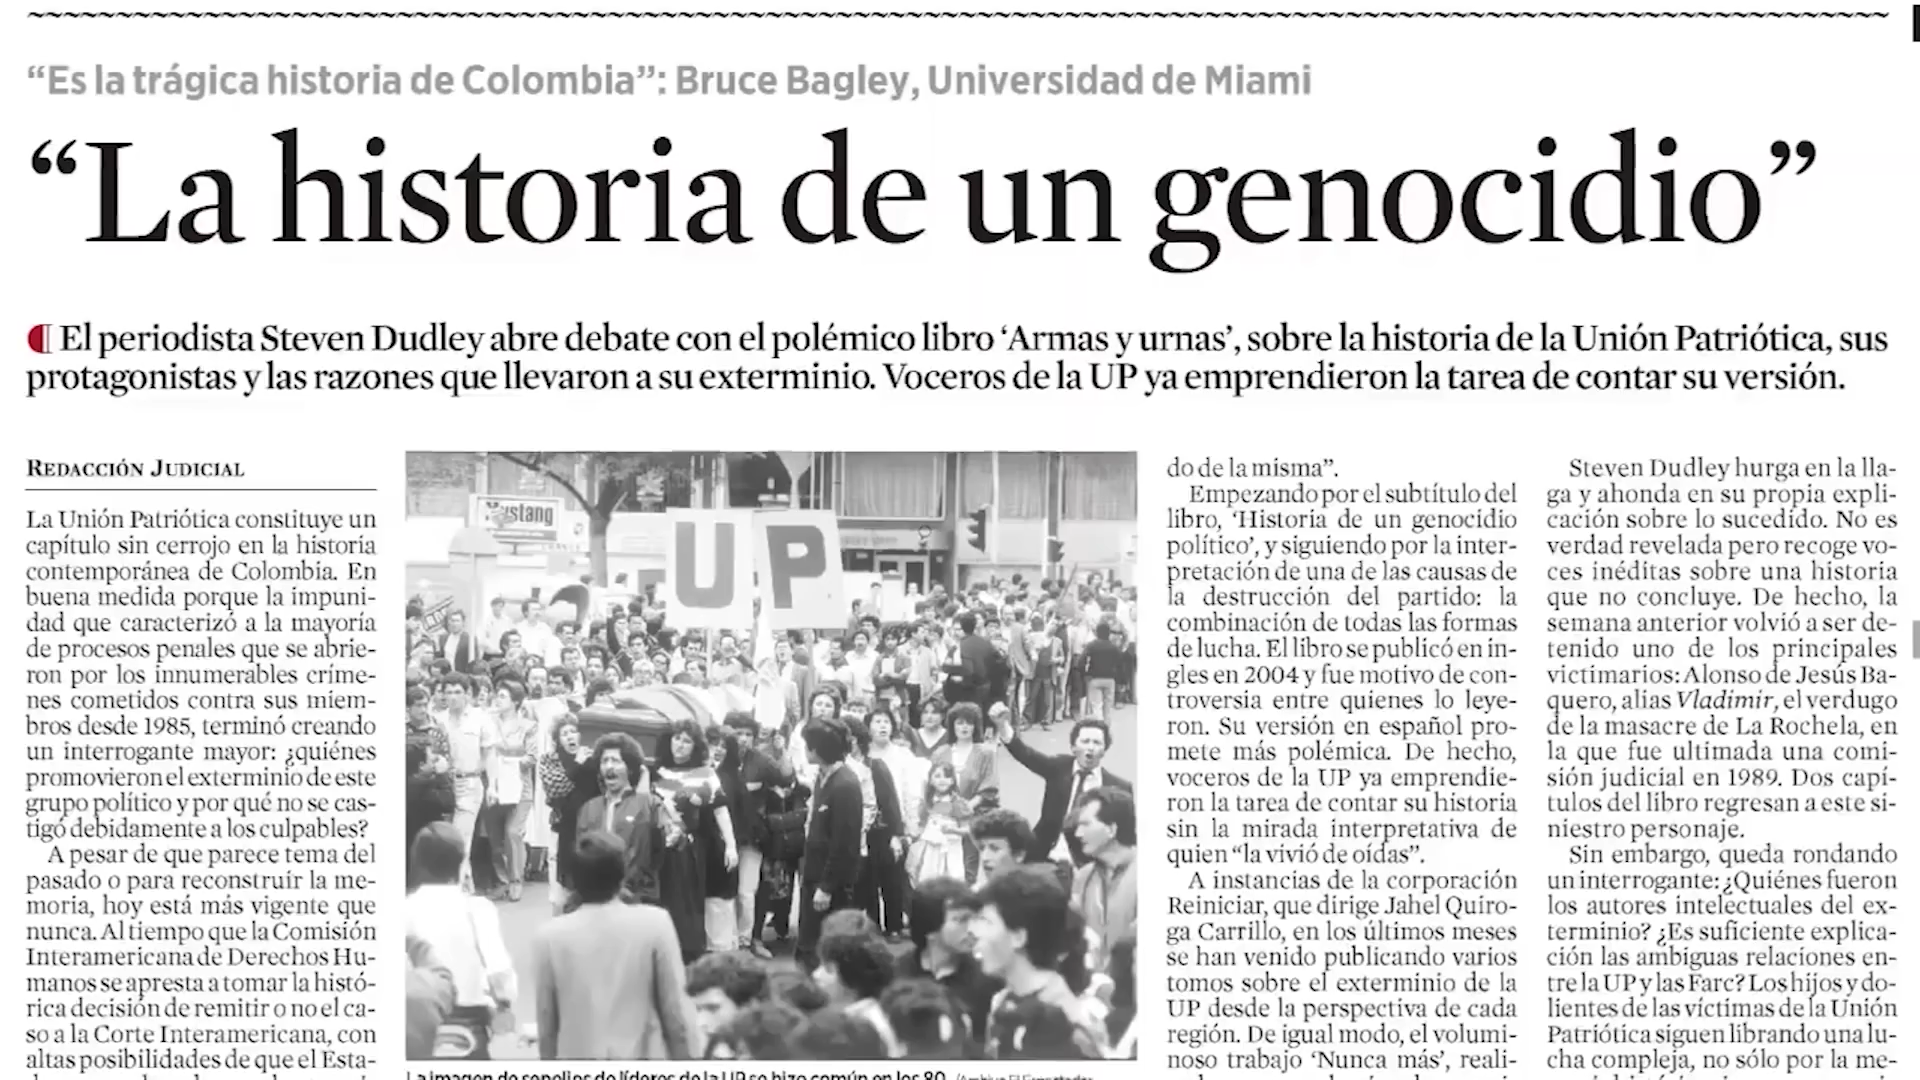 “Es la trágica historia de Colombia”: Bruce Bagley, Universidad de Miami
“La historia de un genocidio”
El periodista Steven Dudley abre debate con el polémico libro ‘Armas y urnas’, sobre la historia de la Unión Patriótica, sus
protagonistas y las razones que llevaron a su exterminio. Voceros de la UP ya emprendieron la tarea de contar su versión.
REDACCIÓN JUDICIAL
La Unión Patriótica constituye un
capítulo sin cerrojo en la historia
contemporánea de Colombia. En
buena medida porque la impuni-
dad que caracterizó a la mayoría
de procesos penales que se abrie-
ron por los innumerables críme-
nes cometidos contra sus miem-
bros desde 1985, terminó creando
un interrogante mayor: ¿quiénes
promovieron el exterminio de este
grupo político y por qué no se cas-
tigó debidamente a los culpables?
A pesar de que parece tema del
pasado o para reconstruir la me-
moria, hoy está más vigente que
nunca. Al tiempo que la Comisión
Interamericana de Derechos Hu-
manos se apresta a tomar la histó-
rica decisión de remitir o no el ca-
so a la Corte Interamericana, con
altas posibilidades de que el Esta-
Mustang
UP
La imagen de sepelios de líderes de la UP se hizo común en los 80.
do de la misma”.
Empezando por el subtítulo del
libro, ‘Historia de un genocidio
político’, y siguiendo por la inter-
pretación de una de las causas de
la destrucción del partido: la
combinación de todas las formas
de lucha. El libro se publicó en in-
gles en 2004 y fue motivo de con-
troversia entre quienes lo leye-
ron. Su versión en español pro-
mete más polémica. De hecho,
voceros de la UP ya emprendie-
ron la tarea de contar su historia
sin la mirada interpretativa de
quien “la vivió de oídas”.
A instancias de la corporación
Reiniciar, que dirige Jahel Quiro-
ga Carrillo, en los últimos meses
se han venido publicando varios
tomos sobre el exterminio de la
UP desde la perspectiva de cada
región. De igual modo, el volumi-
noso trabajo ‘Nunca más’, reali-
Steven Dudley hurga en la lla-
ga y ahonda en su propia expli-
cación sobre lo sucedido. No es
verdad revelada pero recoge vo-
ces inéditas sobre una historia
que no concluye. De hecho, la
semana anterior volvió a ser de-
tenido uno de los principales
victimarios: Alonso de Jesús Ba-
quero, alias Vladimir, el verdugo
de la masacre de La Rochela, en
la que fue ultimada una comi-
sión judicial en 1989. Dos capí-
tulos del libro regresan a este si-
niestro personaje.
Sin embargo, queda rondando
un interrogante: ¿Quiénes fueron
los autores intelectuales del ex-
terminio? ¿Es suficiente explica-
ción las ambiguas relaciones en-
tre la UP y las Farc? Los hijos y do-
lientes de las víctimas de la Unión
Patriótica siguen librando una lu-
cha compleja, no sólo por la me-